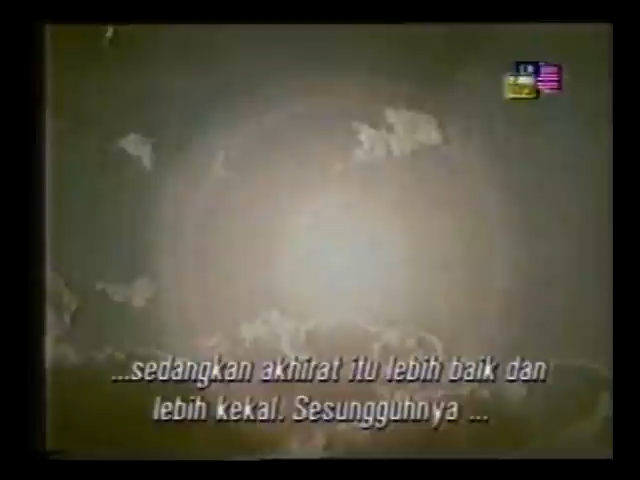 ...sedangkan akhirat itu lebih baik dan
lebih kekal. Sesungguhnya ...